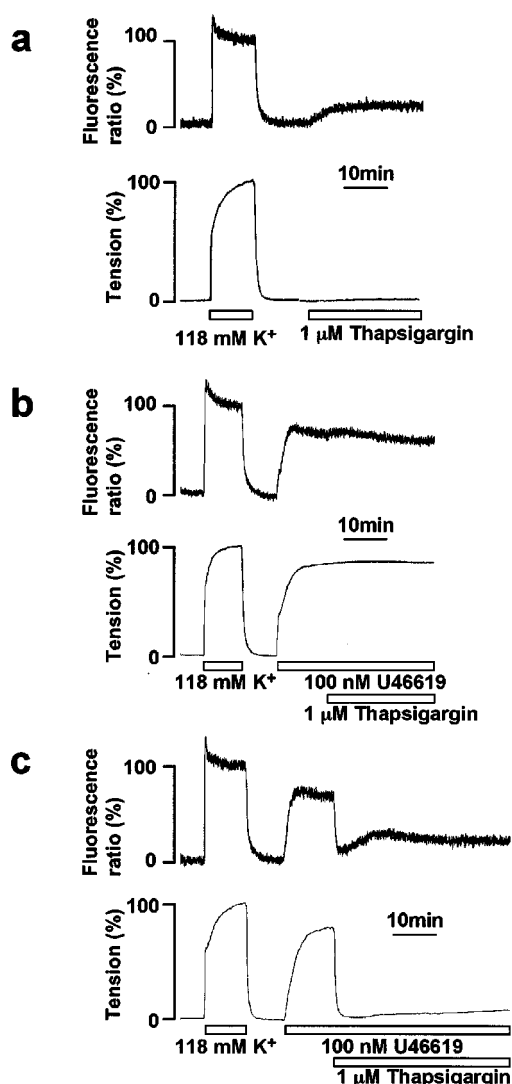 a
Fluorescence
ratio (%)
100
0
10min
Tension (%)
100
0
118 mM K⁺
1 µM Thapsigargin
b
Fluorescence
ratio (%)
100
0
10min
Tension (%)
100
0
118 mM K⁺
100 nM U46619
1 µM Thapsigargin
c
Fluorescence
ratio (%)
100
0
10min
Tension (%)
100
0
118 mM K⁺
100 nM U46619
1 µM Thapsigargin